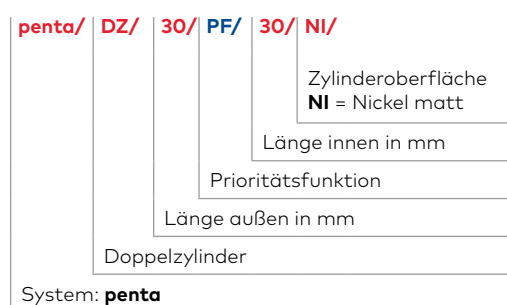 penta/ DZ/ 30/ PF/ 30/ NI/
Zylinderoberfläche
NI = Nickel matt
Länge innen in mm
Prioritätsfunktion
Länge außen in mm
Doppelzylinder
System: penta